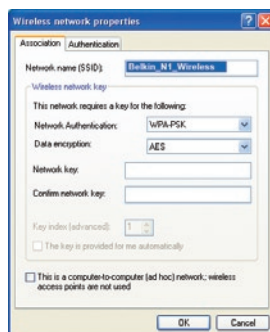 Wireless network properties
Association Authentication
Network name (SSID): Belkin_N1_Wireless
Wireless network key
This network requires a key for the following:
Network Authentication: WPA-PSK
Data encryption: AES
Network key:
Confirm network key:
Key index (advanced): 1
The key is provided for me automatically
This is a computer-to-computer (ad hoc) network; wireless
access points are not used
OK Cancel